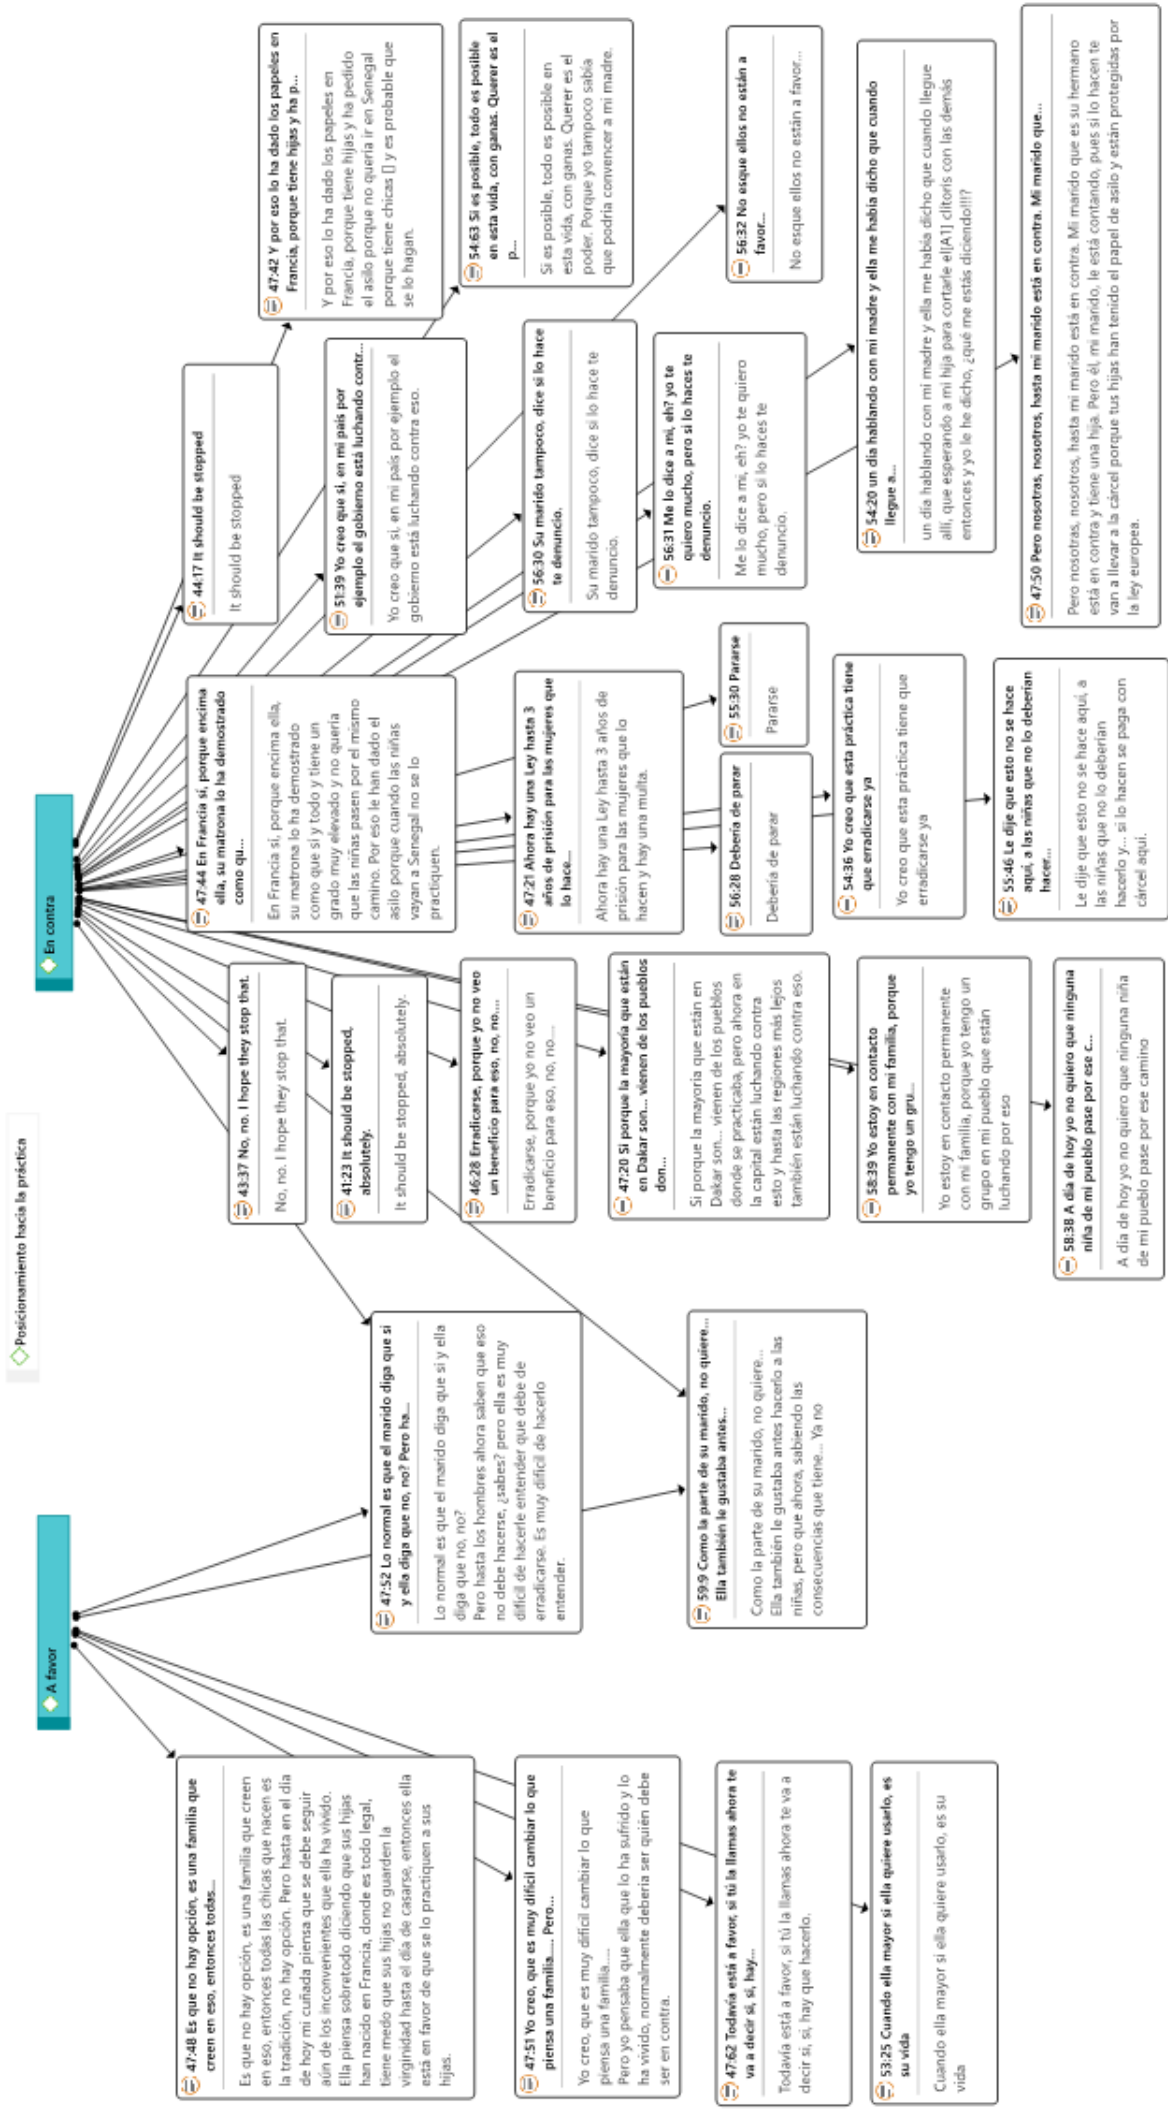 Posicionamiento hacia la práctica
A favor
En contra
47:48 Es que no hay opción, es una familia que
creen en eso, entonces todas...
Es que no hay opción, es una familia que creen
en eso, entonces todas las chicas que nacen es
la tradición, no hay opción. Pero hasta en el día
de hoy mi cuñada piensa que se debe seguir
aún de los inconvenientes que ella ha vivido.
Ella piensa sobretodo diciendo que sus hijas
han nacido en Francia, donde es todo legal,
tiene miedo que sus hijas no guarden la
virginidad hasta el día de casarse, entonces ella
está en favor de que se lo practiquen a sus
hijas.
47:51 Yo creo, que es muy difícil cambiar lo que
piensa una familia.... Pero...
Yo creo, que es muy difícil cambiar lo que
piensa una familia....
Pero yo pensaba que ella que lo ha sufrido y lo
ha vivido, normalmente debería ser quién debe
ser en contra.
47:62 Todavía está a favor, si tú la llamas ahora te
va a decir si, si, hay...
Todavía está a favor, si tú la llamas ahora te va a
decir si, si, hay que hacerlo.
53:25 Cuando ella mayor si ella quiere usarlo, es
su vida
Cuando ella mayor si ella quiere usarlo, es su
vida
47:52 Lo normal es que el marido diga que si
y ella diga que no, no? Pero ha...
Lo normal es que el marido diga que si y ella
diga que no, no?
Pero hasta los hombres ahora saben que eso
no debe hacerse, ¿sabes? pero ella es muy
difícil de hacerle entender que debe de
erradicarse. Es muy difícil de hacerlo
entender.
59:9 Como la parte de su marido, no quiere...
Ella también le gustaba antes...
Como la parte de su marido, no quiere...
Ella también le gustaba antes hacerlo a las
niñas, pero que ahora, sabiendo las
consecuencias que tiene... Ya no
43:37 No, no. I hope they stop that.
No, no. I hope they stop that.
41:23 It should be stopped,
absolutely.
It should be stopped, absolutely.
46:28 Erradicarse, porque yo no veo
un beneficio para eso, no, no....
Erradicarse, porque yo no veo un
beneficio para eso, no, no...
47:20 Si porque la mayoría que están
en Dakar son... vienen de los pueblos
don...
Si porque la mayoría que están en
Dakar son... vienen de los pueblos
donde se practicaba, pero ahora en
la capital están luchando contra
esto y hasta las regiones más lejos
también están luchando contra eso.
58:39 Yo estoy en contacto
permanente con mi familia, porque
yo tengo un gru...
Yo estoy en contacto permanente
con mi familia, porque yo tengo un
grupo en mi pueblo que están
luchando por eso
58:38 A día de hoy yo no quiero que ninguna
niña de mi pueblo pase por ese c...
A día de hoy yo no quiero que ninguna niña
de mi pueblo pase por ese camino
47:44 En Francia sí, porque encima
ella, su matrona lo ha demostrado
como qu...
En Francia sí, porque encima ella,
su matrona lo ha demostrado
como que si y todo y tiene un
grado muy elevado y no quería
que las niñas pasen por el mismo
camino. Por eso le han dado el
asilo porque cuando las niñas
vayan a Senegal no se lo
practiquen.
47:21 Ahora hay una Ley hasta 3
años de prisión para las mujeres que
lo hace...
Ahora hay una Ley hasta 3 años de
prisión para las mujeres que lo
hacen y hay una multa.
56:28 Debería de parar
Debería de parar
55:30 Pararse
Pararse
54:36 Yo creo que esta práctica tiene
que erradicarse ya
Yo creo que esta práctica tiene que
erradicarse ya
55:46 Le dije que esto no se hace
aquí, a las niñas que no lo deberían
hacer...
Le dije que esto no se hace aquí, a
las niñas que no lo deberían
hacerlo y... si lo hacen se paga con
cárcel aquí.
44:17 It should be stopped
It should be stopped
51:39 Yo creo que si, en mi país por
ejemplo el gobierno está luchando contr...
Yo creo que si, en mi país por ejemplo el
gobierno está luchando contra eso.
56:30 Su marido tampoco, dice si lo hace
te denuncio.
Su marido tampoco, dice si lo hace te
denuncio.
56:31 Me lo dice a mi, eh? yo te
quiero mucho, pero si lo haces te
denuncio.
Me lo dice a mi, eh? yo te quiero
mucho, pero si lo haces te
denuncio.
54:20 un día hablando con mi madre y ella me había dicho que cuando
llegue a...
un día hablando con mi madre y ella me había dicho que cuando llegue
allí, que esperando a mi hija para cortarle el[A1] clítoris con las demás
entonces y yo le he dicho, ¿qué me estás diciendo!!!?
47:50 Pero nosotras, nosotros, hasta mi marido está en contra. Mi marido que...
Pero nosotras, nosotros, hasta mi marido está en contra. Mi marido que es su hermano
está en contra y tiene una hija. Pero él, mi marido, le está contando, pues si lo hacen te
van a llevar a la cárcel porque tus hijas han tenido el papel de asilo y están protegidas por
la ley europea.
47:42 Y por eso lo ha dado los papeles en
Francia, porque tiene hijas y ha p...
Y por eso lo ha dado los papeles en
Francia, porque tiene hijas y ha pedido
el asilo porque no quería ir en Senegal
porque tiene chicas [] y es probable que
se lo hagan.
54:63 Si es posible, todo es posible
en esta vida, con ganas. Querer es el
p...
Si es posible, todo es posible en
esta vida, con ganas. Querer es el
poder. Porque yo tampoco sabía
que podría convencer a mi madre.
56:32 No esque ellos no están a
favor...
No esque ellos no están a favor...